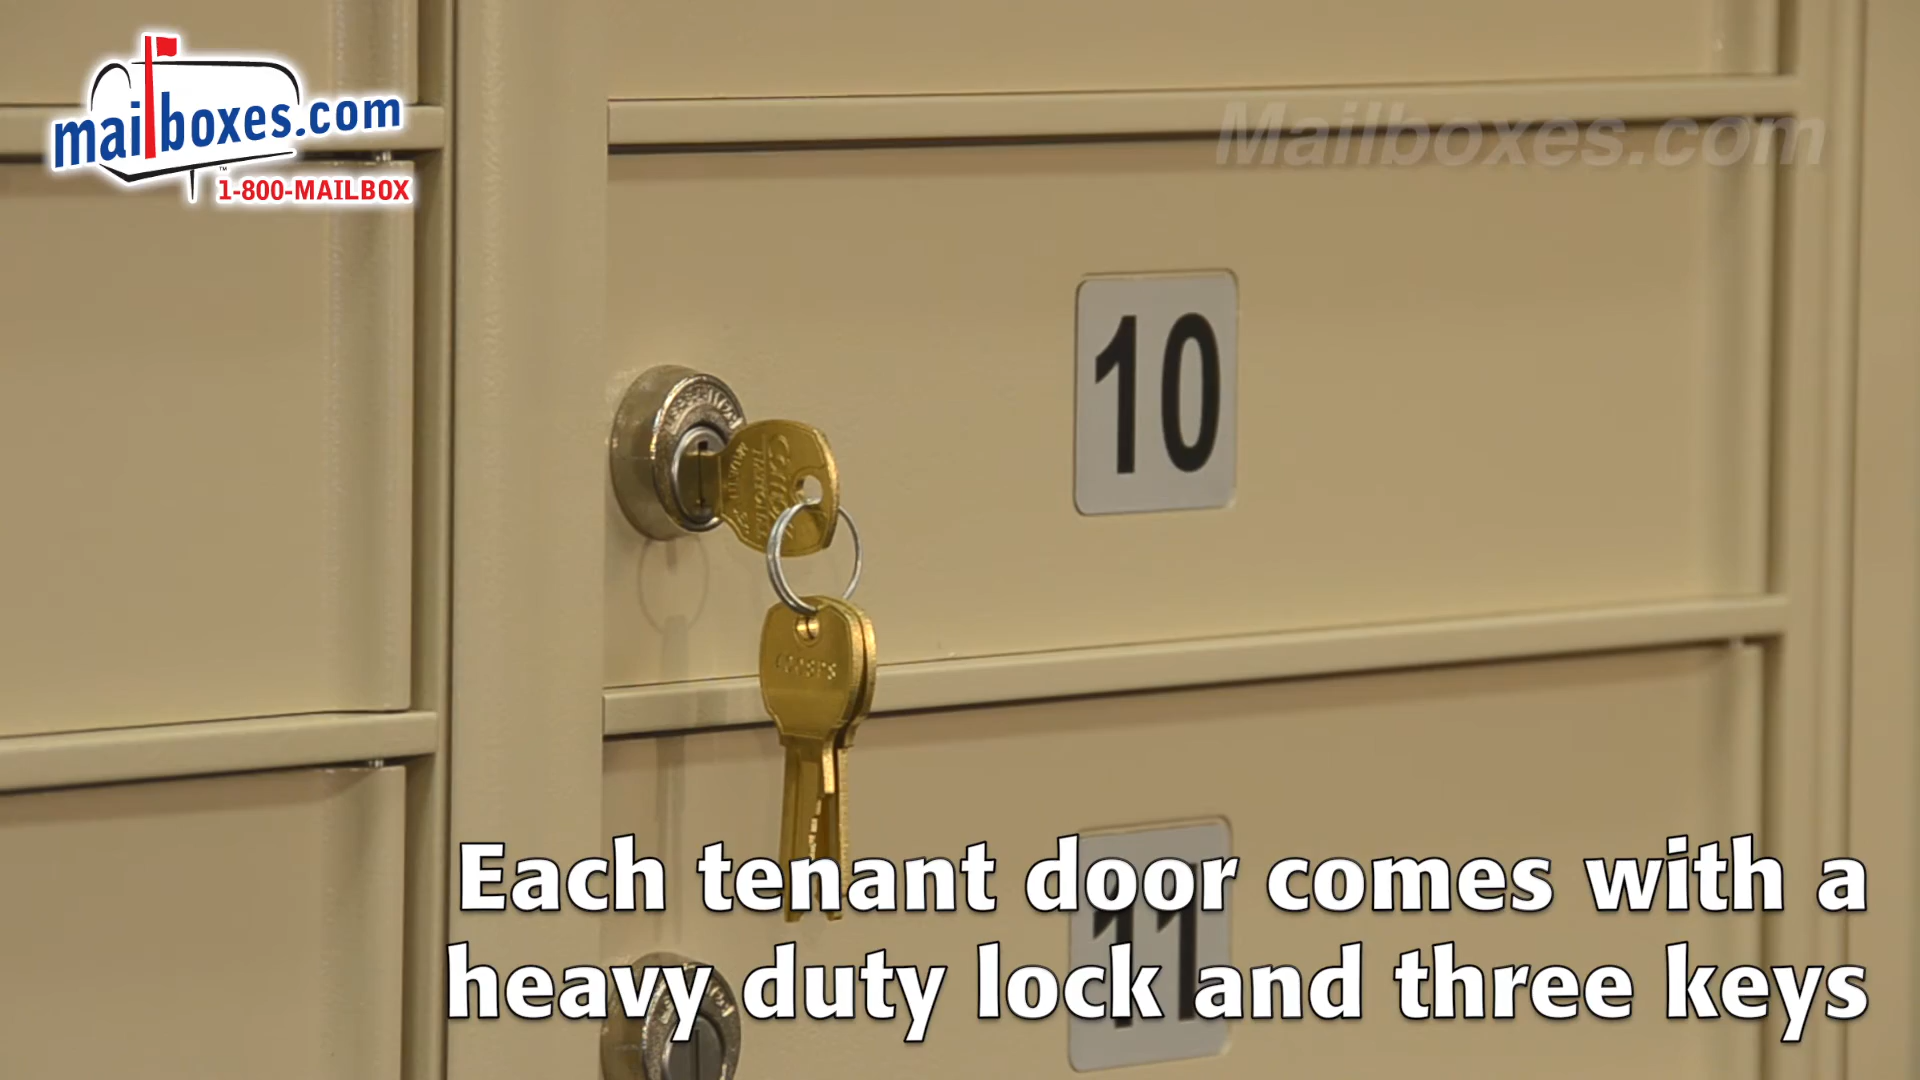 mailboxes.com
™
1-800-MAILBOX
Mailboxes.com
10
11
Each tenant door comes with a
heavy duty lock and three keys